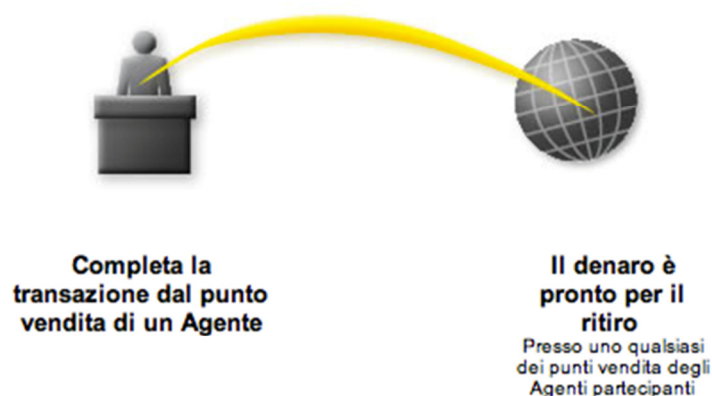 Completa la
transazione dal punto
vendita di un Agente
Il denaro è
pronto per il
ritiro
Presso uno qualsiasi
dei punti vendita degli
Agenti partecipanti